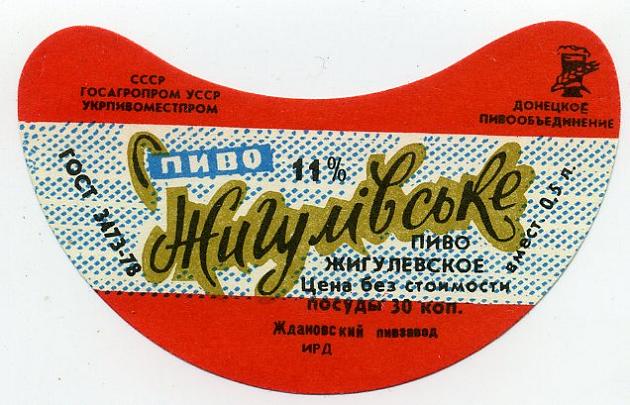 СССР
ГОСАГРОПРОМ УССР
УКРПИВОМЕСТПРОМ
ДОНЕЦКОЕ
ПИВООБЪЕДИНЕНИЕ
ГОСТ 3473-78
ПИВО
11%
Жигулівське
вмест. 0,5 л.
ПИВО
ЖИГУЛЕВСКОЕ
Цена без стоимости
посуды 30 коп.
Ждановский пивзавод
ИРД